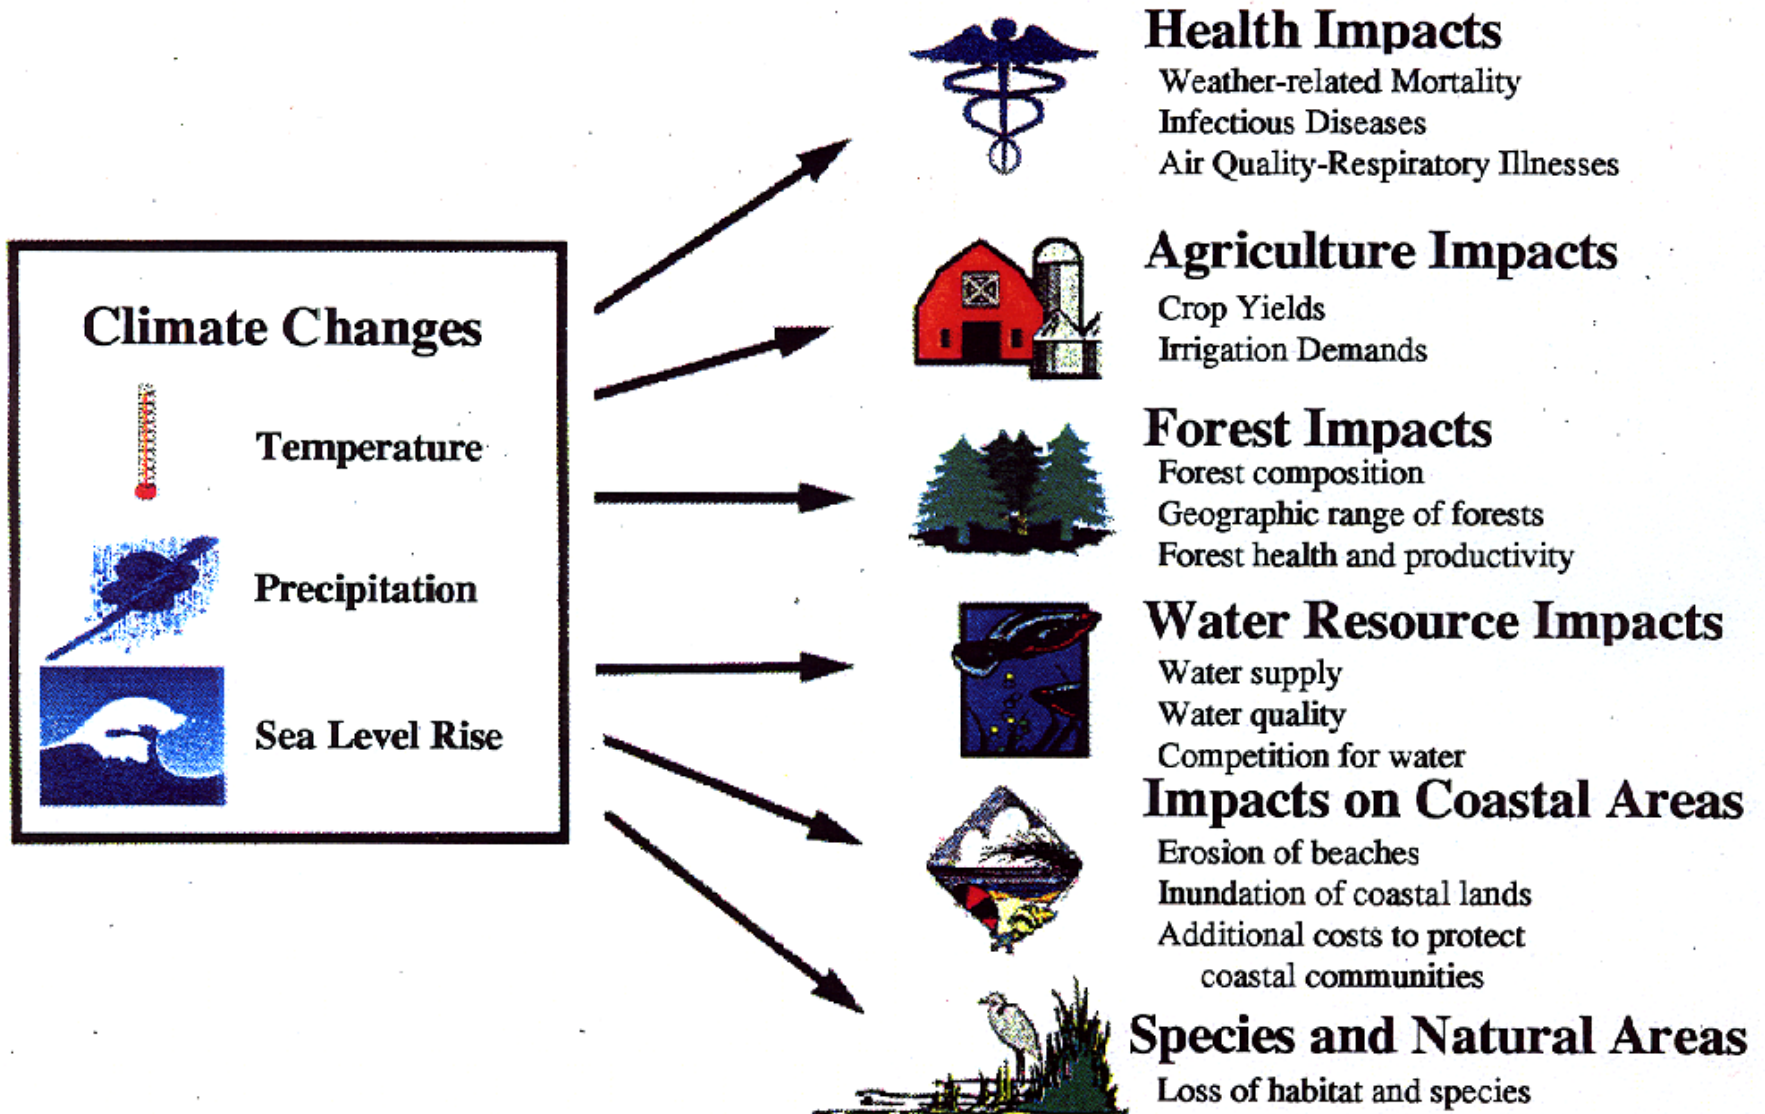 Climate Changes
Temperature
Precipitation
Sea Level Rise
Health Impacts
Weather-related Mortality
Infectious Diseases
Air Quality-Respiratory Illnesses
Agriculture Impacts
Crop Yields
Irrigation Demands
Forest Impacts
Forest composition
Geographic range of forests
Forest health and productivity
Water Resource Impacts
Water supply
Water quality
Competition for water
Impacts on Coastal Areas
Erosion of beaches
Inundation of coastal lands
Additional costs to protect
coastal communities
Species and Natural Areas
Loss of habitat and species